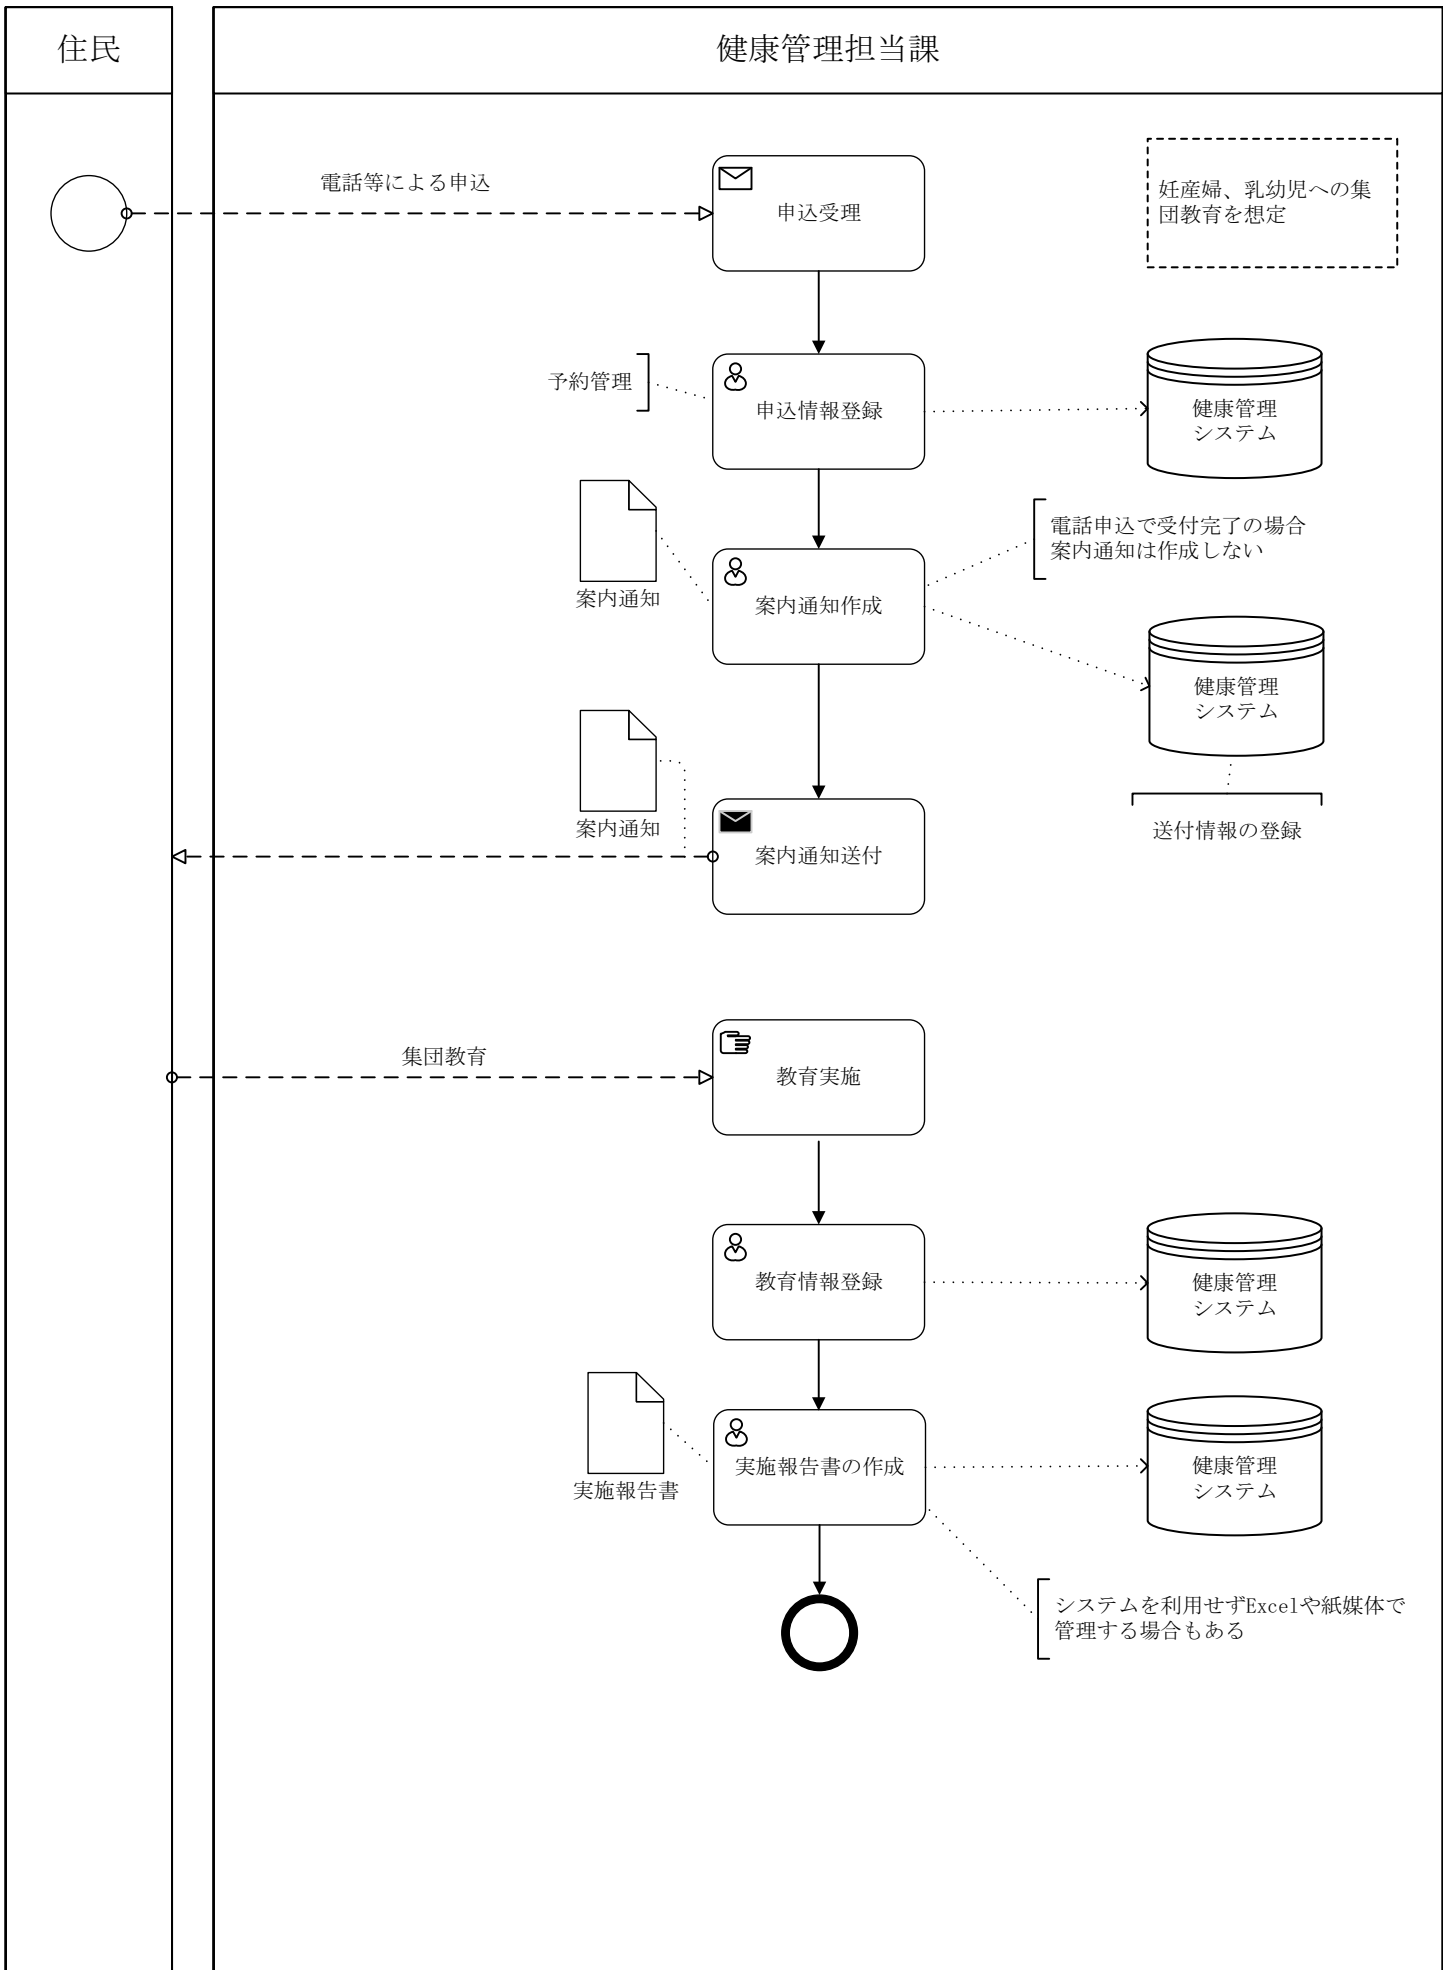 住民
健康管理担当課
電話等による申込
申込受理
妊産婦、乳幼児への集
団教育を想定
予約管理
申込情報登録
健康管理
システム
案内通知
案内通知作成
電話申込で受付完了の場合
案内通知は作成しない
健康管理
システム
送付情報の登録
案内通知
案内通知送付
集団教育
教育実施
教育情報登録
健康管理
システム
実施報告書
実施報告書の作成
健康管理
システム
システムを利用せずExcelや紙媒体で
管理する場合もある